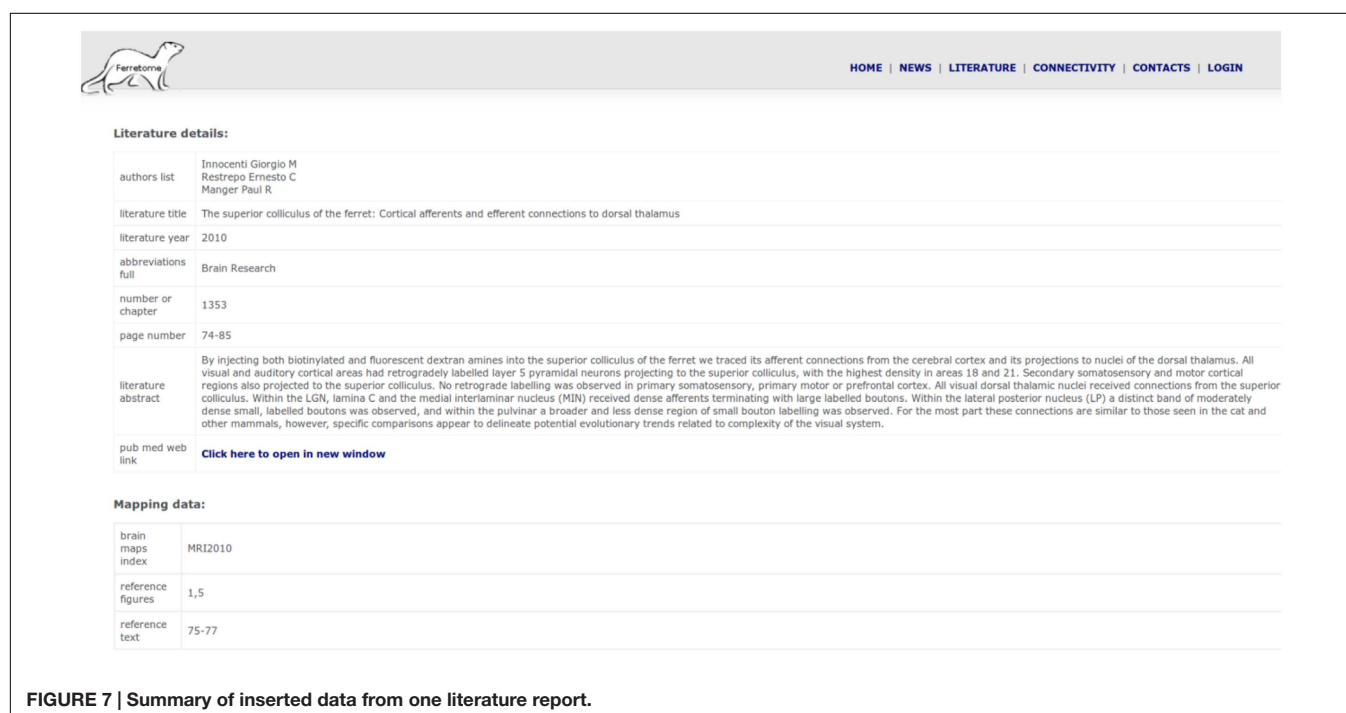 Ferretome
HOME | NEWS | LITERATURE | CONNECTIVITY | CONTACTS | LOGIN
Literature details:
authors list
Innocenti Giorgio M
Restrepo Ernesto C
Manger Paul R
literature title The superior colliculus of the ferret: Cortical afferents and efferent connections to dorsal thalamus
literature year 2010
abbreviations
full
Brain Research
number or
chapter
1353
page number 74-85
literature
abstract
By injecting both biotinylated and fluorescent dextran amines into the superior colliculus of the ferret we traced its afferent connections from the cerebral cortex and its projections to nuclei of the dorsal thalamus. All
visual and auditory cortical areas had retrogradely labelled layer 5 pyramidal neurons projecting to the superior colliculus, with the highest density in areas 18 and 21. Secondary somatosensory and motor cortical
regions also projected to the superior colliculus. No retrograde labelling was observed in primary somatosensory, primary motor or prefrontal cortex. All visual dorsal thalamic nuclei received connections from the superior
colliculus. Within the LGN, lamina C and the medial interlaminar nucleus (MIN) received dense afferents terminating with large labelled boutons. Within the lateral posterior nucleus (LP) a distinct band of moderately
dense small, labelled boutons was observed, and within the pulvinar a broader and less dense region of small bouton labelling was observed. For the most part these connections are similar to those seen in the cat and
other mammals, however, specific comparisons appear to delineate potential evolutionary trends related to complexity of the visual system.
pub med web
link
Click here to open in new window
Mapping data:
brain
maps
index
MRI2010
reference
figures
1,5
reference
text
75-77
FIGURE 7 | Summary of inserted data from one literature report.